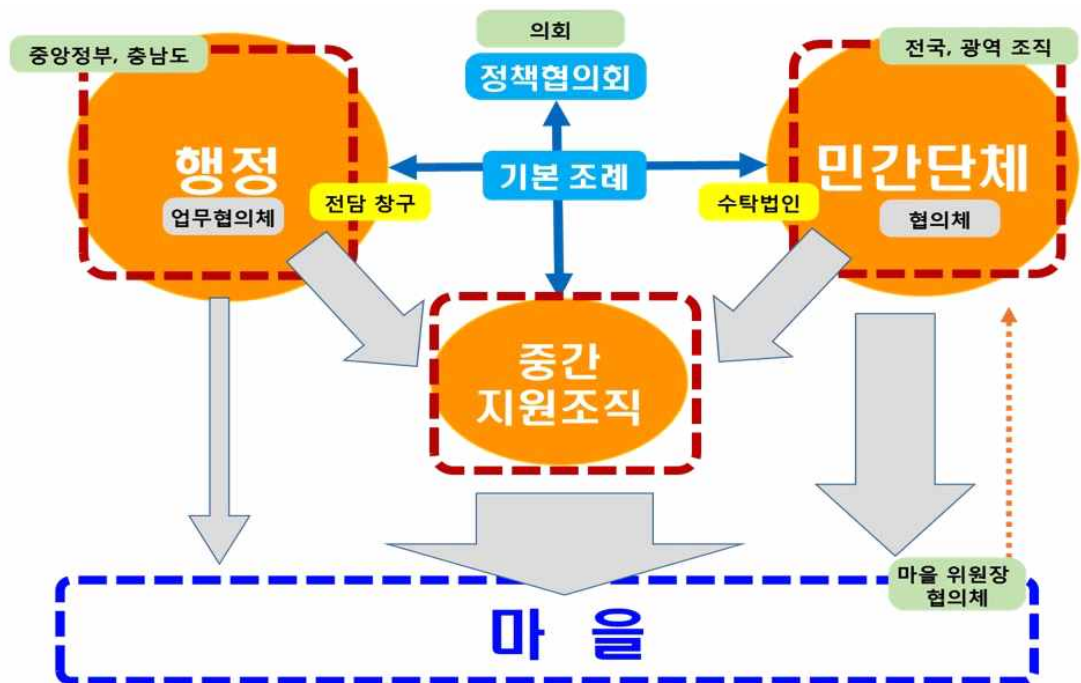 의회
중앙정부, 충남도
전국, 광역 조직
정책협의회
행정
기본 조례
민간단체
업무협의체
전담 창구
수탁법인
협의체
중간
지원조직
마을 위원장
협의체
마 을